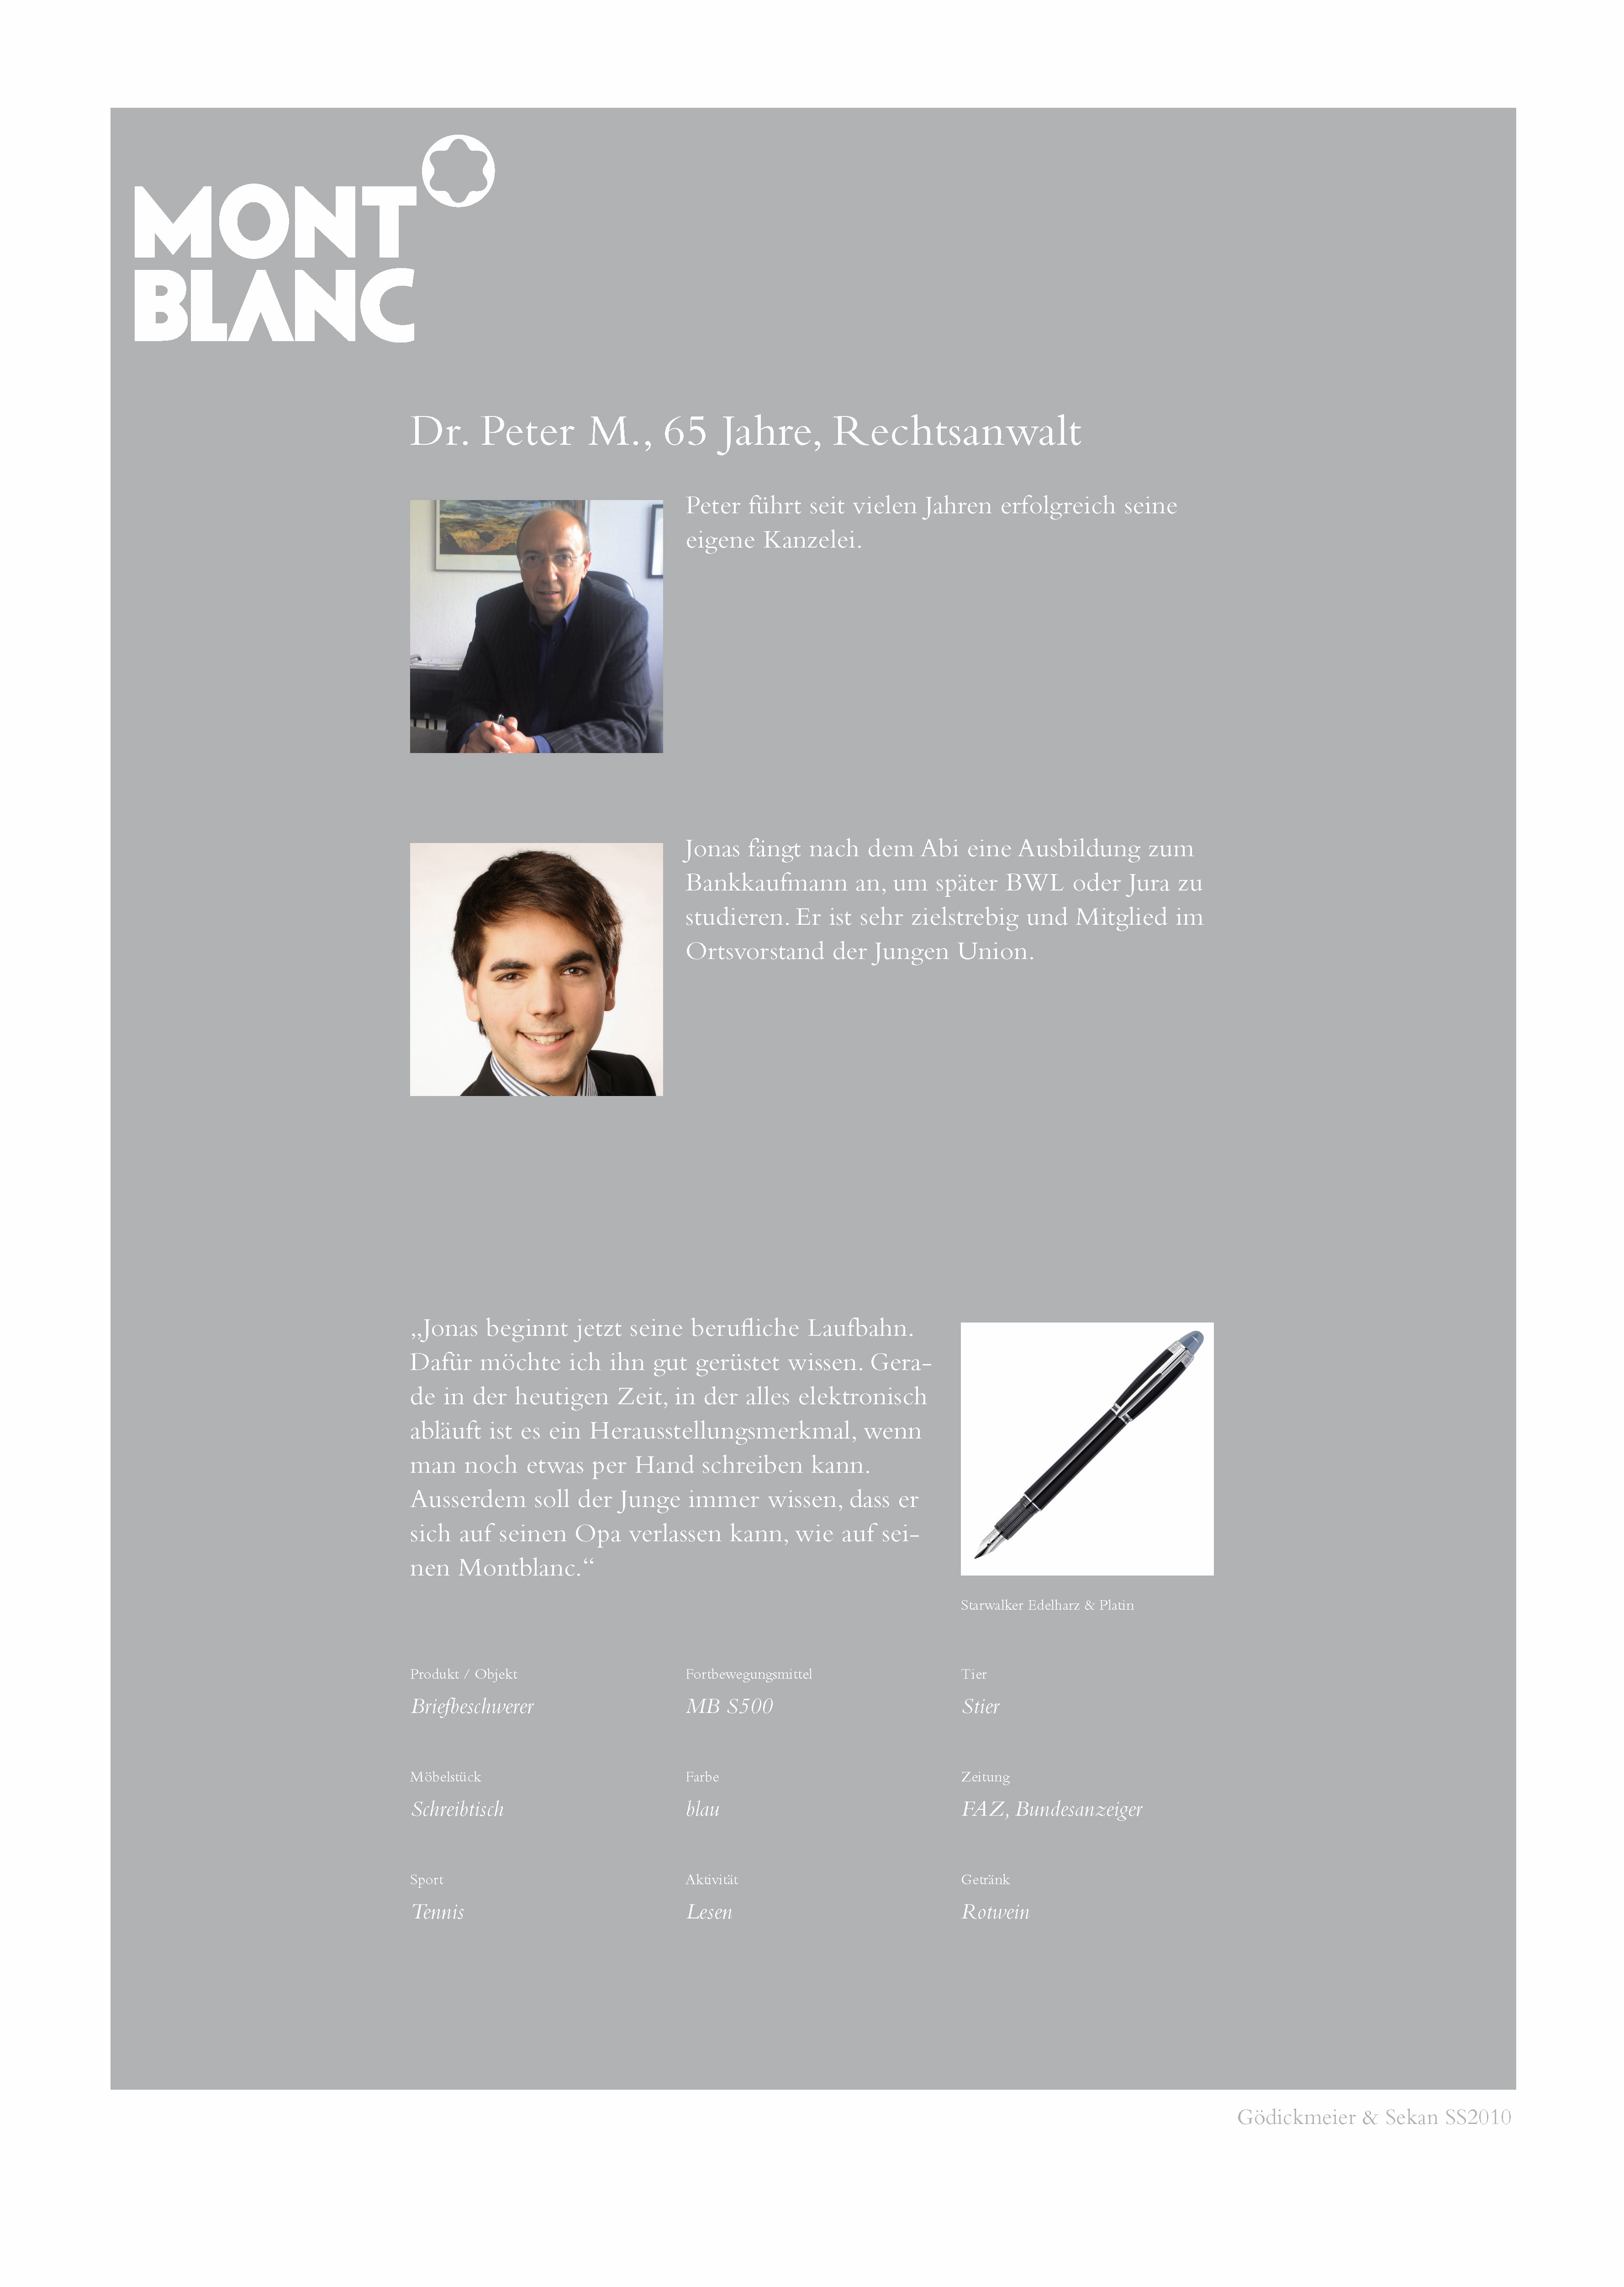 MONT
BLANC
Dr. Peter M., 65 Jahre, Rechtsanwalt
Peter führt seit vielen Jahren erfolgreich seine
eigene Kanzelei.
Jonas fängt nach dem Abi eine Ausbildung zum
Bankkaufmann an, um später BWL oder Jura zu
studieren. Er ist sehr zielstrebig und Mitglied im
Ortsvorstand der Jungen Union.
„Jonas beginnt jetzt seine berufliche Laufbahn.
Dafür möchte ich ihn gut gerüstet wissen. Gera-
de in der heutigen Zeit, in der alles elektronisch
abläuft ist es ein Herausstellungsmerkmal, wenn
man noch etwas per Hand schreiben kann.
Ausserdem soll der Junge immer wissen, dass er
sich auf seinen Opa verlassen kann, wie auf sei-
nen Montblanc.“
Starwalker Edelharz & Platin
Produkt / Objekt
Briefbeschwerer
Fortbewegungsmittel
MB S500
Tier
Stier
Möbelstück
Schreibtisch
Farbe
blau
Zeitung
FAZ, Bundesanzeiger
Sport
Tennis
Aktivität
Lesen
Getränk
Rotwein
Gödickmeier & Sekan SS2010